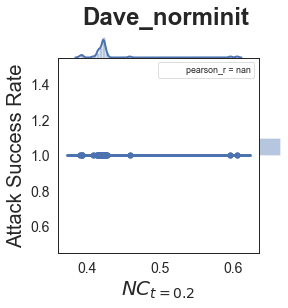 Dave_norminit
pearson_r = nan
Attack Success Rate
1.4
1.2
1.0
0.8
0.6
0.4 0.5 0.6
NC_{t=0.2}